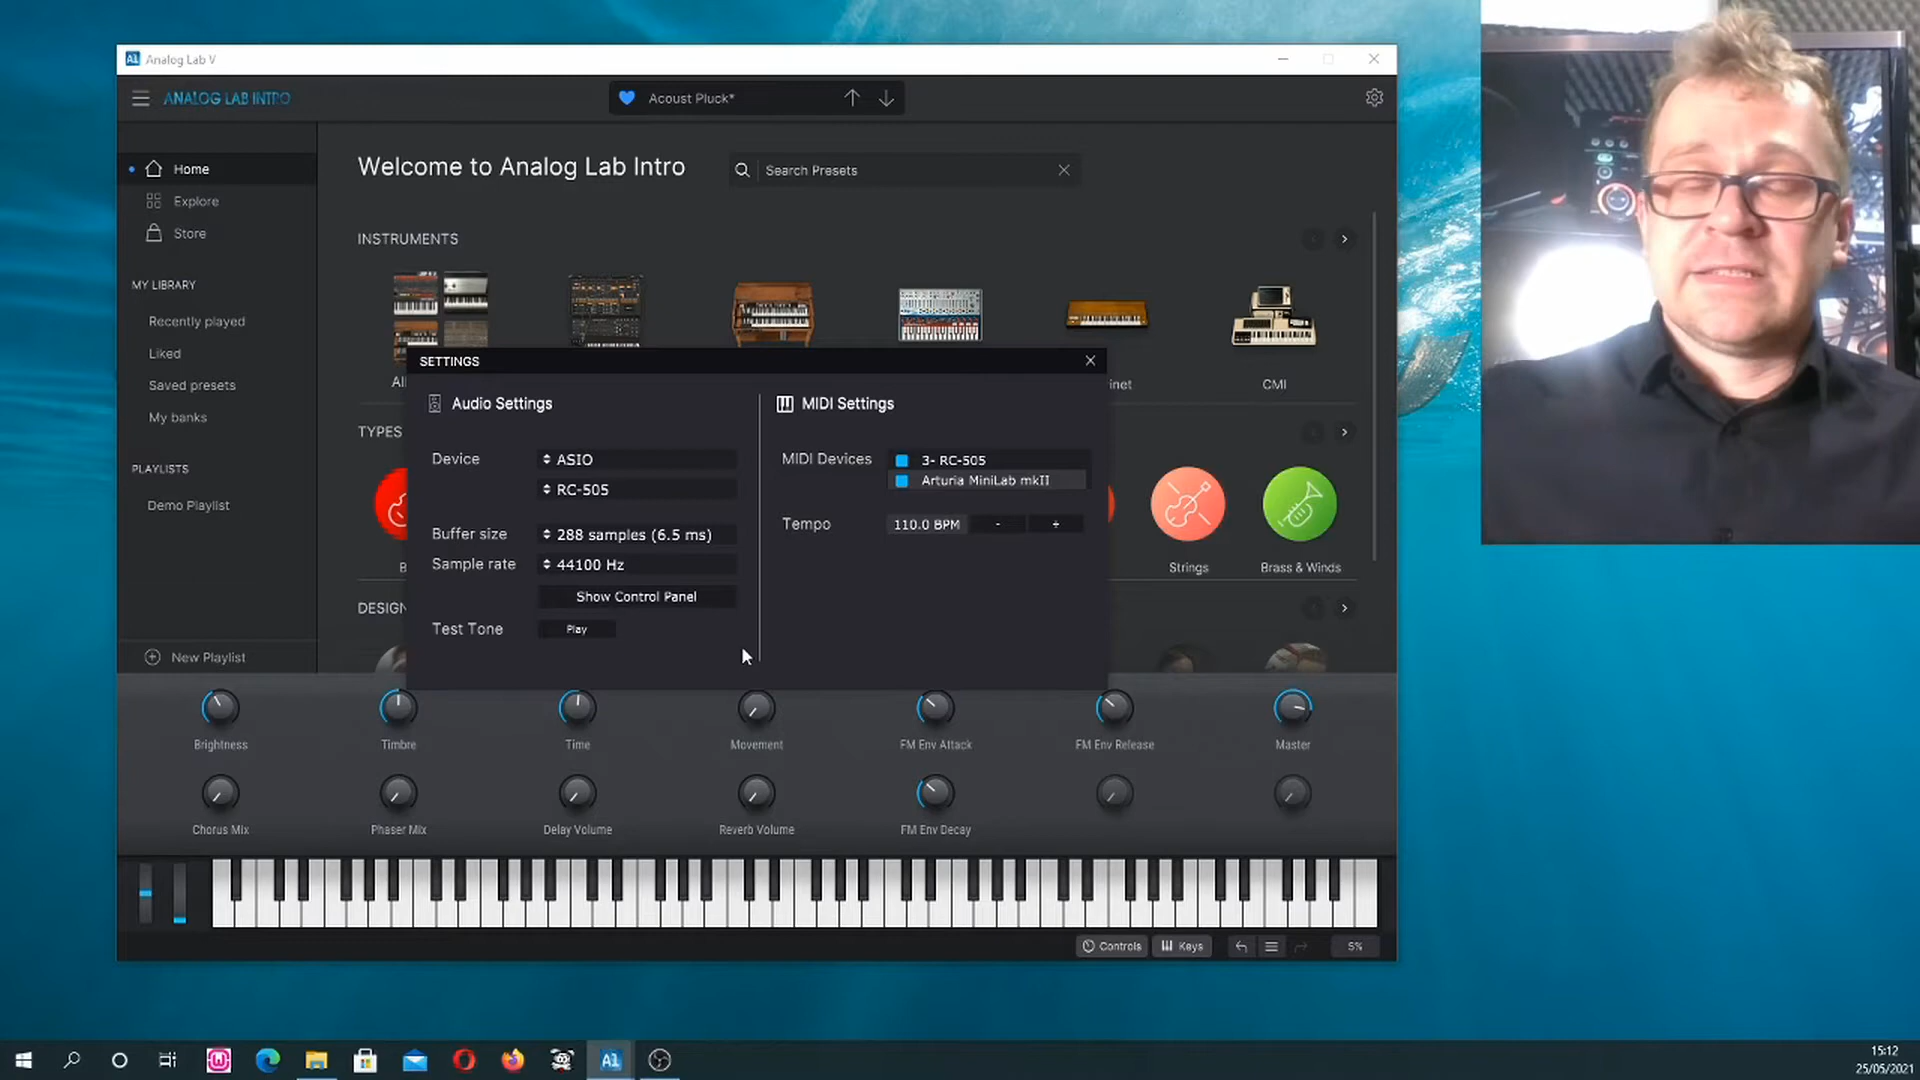 Analog Lab V
ANALOG LAB INTRO
Acoust Pluck*
Home
Explore
Store
MY LIBRARY
Recently played
Liked
Saved presets
My banks
PLAYLISTS
Demo Playlist
New Playlist
Welcome to Analog Lab Intro
Search Presets
INSTRUMENTS
CMI
TYPES
Strings
Brass & Winds
SETTINGS
Audio Settings
Device
ASIO
RC-505
Buffer size
288 samples (6.5 ms)
Sample rate
44100 Hz
Show Control Panel
Test Tone
Play
MIDI Settings
MIDI Devices
3- RC-505
Arturia MiniLab mkII
Tempo
110.0 BPM
-
+
Brightness
Timbre
Time
Movement
FM Env Attack
FM Env Release
Master
Chorus Mix
Phaser Mix
Delay Volume
Reverb Volume
FM Env Decay
Controls
Keys
5%
15:12
25/05/2021